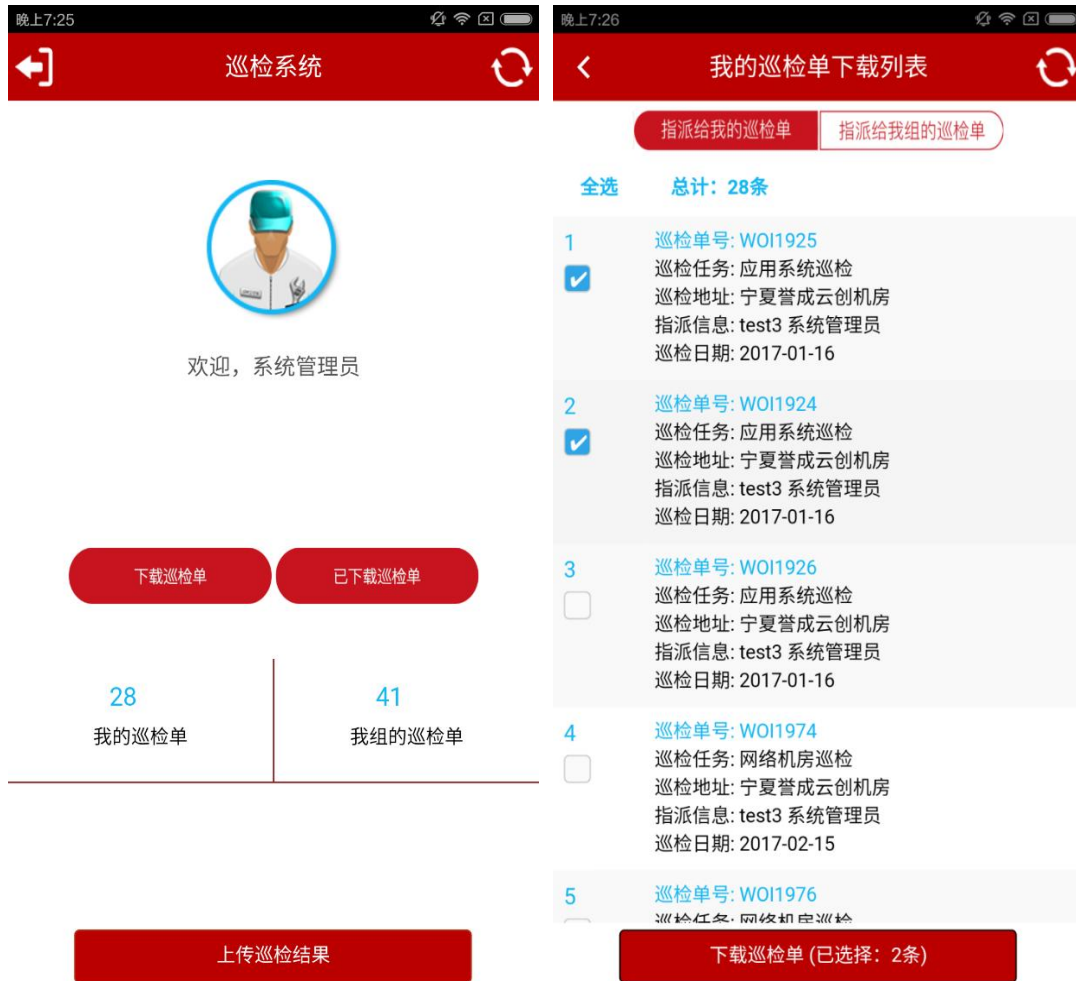 晚上7:25
巡检系统
欢迎，系统管理员
下载巡检单
已下载巡检单
28
我的巡检单
41
我组的巡检单
上传巡检结果
晚上7:26
我的巡检单下载列表
指派给我的巡检单
指派给我组的巡检单
全选
总计：28条
1
巡检单号: WOI1925
巡检任务: 应用系统巡检
巡检地址: 宁夏誉成云创机房
指派信息: test3 系统管理员
巡检日期: 2017-01-16
2
巡检单号: WOI1924
巡检任务: 应用系统巡检
巡检地址: 宁夏誉成云创机房
指派信息: test3 系统管理员
巡检日期: 2017-01-16
3
巡检单号: WOI1926
巡检任务: 应用系统巡检
巡检地址: 宁夏誉成云创机房
指派信息: test3 系统管理员
巡检日期: 2017-01-16
4
巡检单号: WOI1974
巡检任务: 网络机房巡检
巡检地址: 宁夏誉成云创机房
指派信息: test3 系统管理员
巡检日期: 2017-02-15
5
巡检单号: WOI1976
巡检任务: 网络机房巡检
下载巡检单 (已选择：2条)